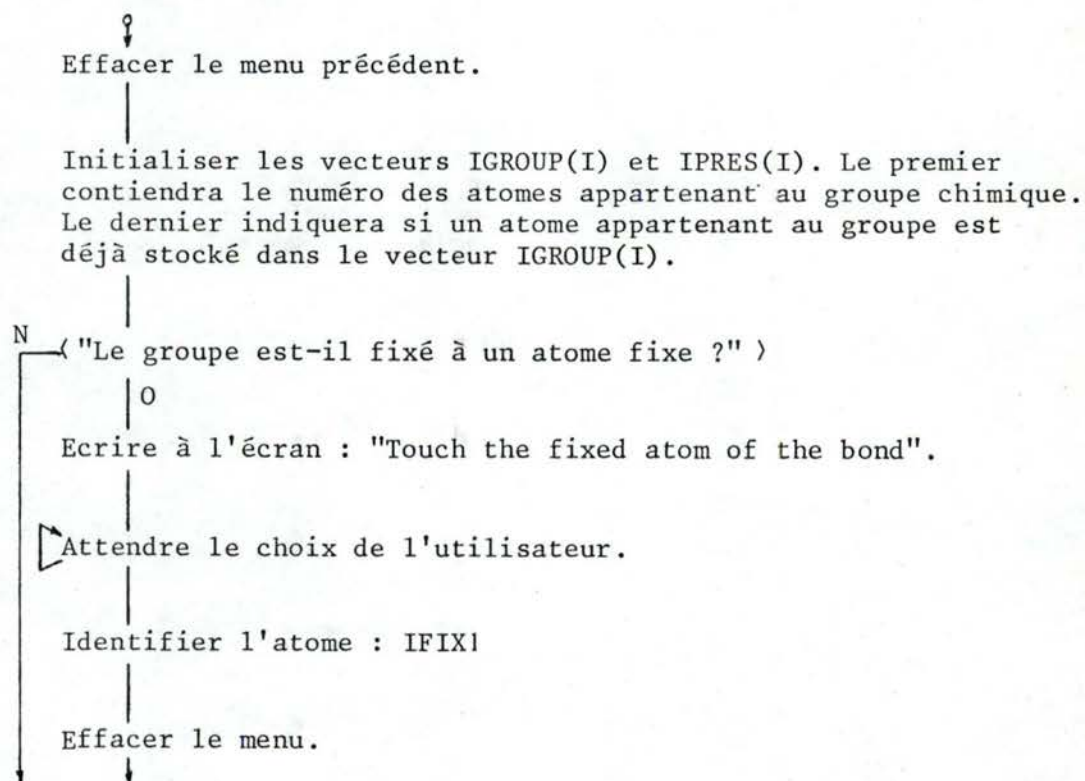 Effacer le menu précédent.
Initialiser les vecteurs IGROUP(I) et IPRES(I). Le premier
contiendra le numéro des atomes appartenant au groupe chimique.
Le dernier indiquera si un atome appartenant au groupe est
déjà stocké dans le vecteur IGROUP(I).
N
"Le groupe est-il fixé à un atome fixe ?"
O
Ecrire à l'écran : "Touch the fixed atom of the bond".
Attendre le choix de l'utilisateur.
Identifier l'atome : IFIX1
Effacer le menu.